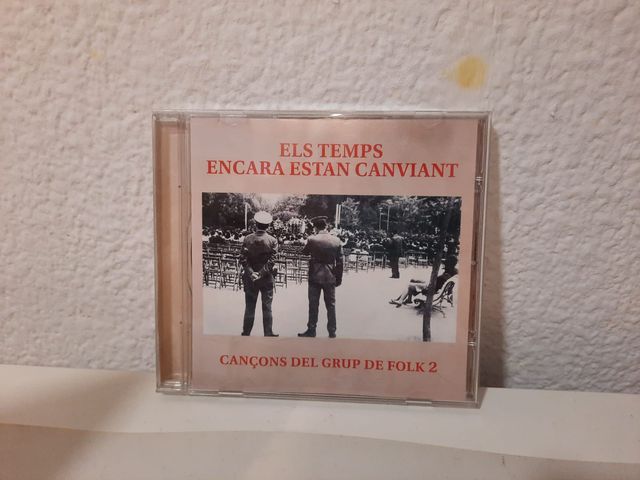 ELS TEMPS
ENCARA ESTAN CANVIANT
CANÇONS DEL GRUP DE FOLK 2